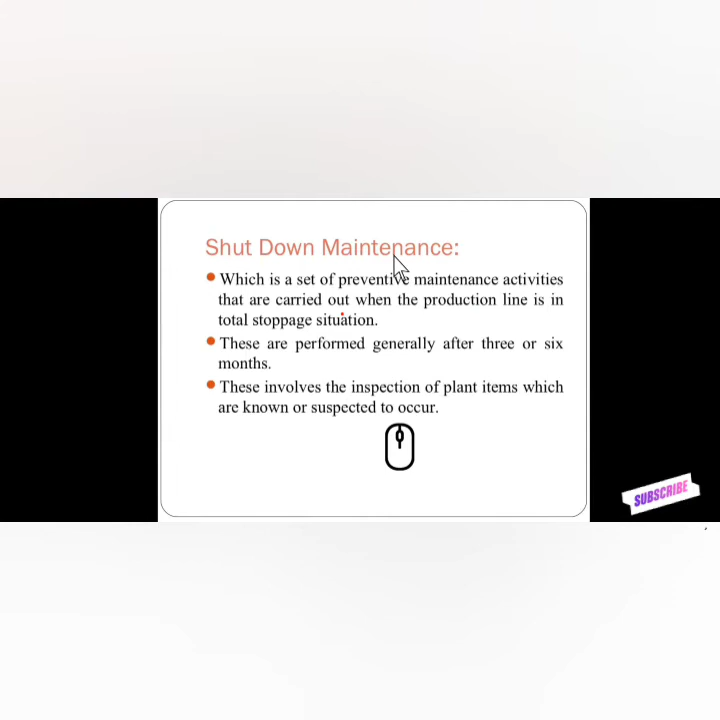 Shut Down Maintenance:
Which is a set of preventive maintenance activities
that are carried out when the production line is in
total stoppage situation.
These are performed generally after three or six
months.
These involves the inspection of plant items which
are known or suspected to occur.
SUBSCRIBE